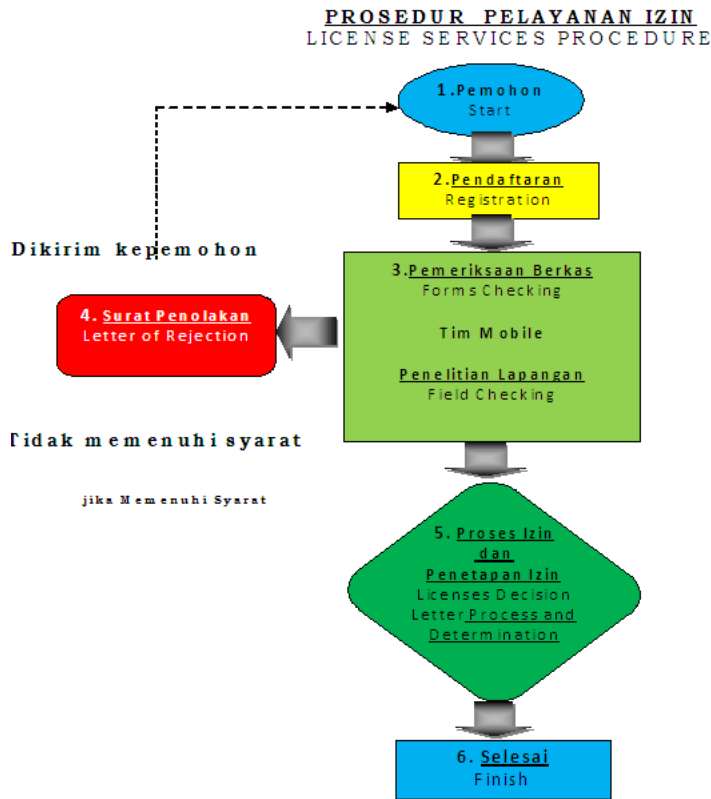 PROSEDUR PELAYANAN IZIN
LICENSE SERVICES PROCEDURE
1.Pemohon
Start
2.Pendaftaran
Registration
Dikirim kepemohon
3.Pemeriksaan Berkas
Forms Checking
Tim Mobile
Penelitian Lapangan
Field Checking
4. Surat Penolakan
Letter of Rejection
Tidak memenuhi syarat
jika Memenuhi Syarat
5. Proses Izin
dan
Penetapan Izin
Licenses Decision
Letter Process and
Determination
6. Selesai
Finish